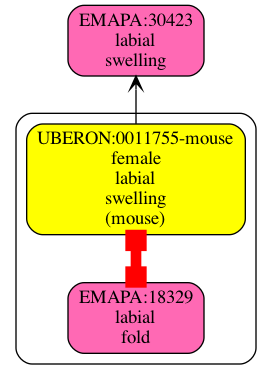 EMAPA:30423
labial
swelling
UBERON:0011755-mouse
female
labial
swelling
(mouse)
EMAPA:18329
labial
fold